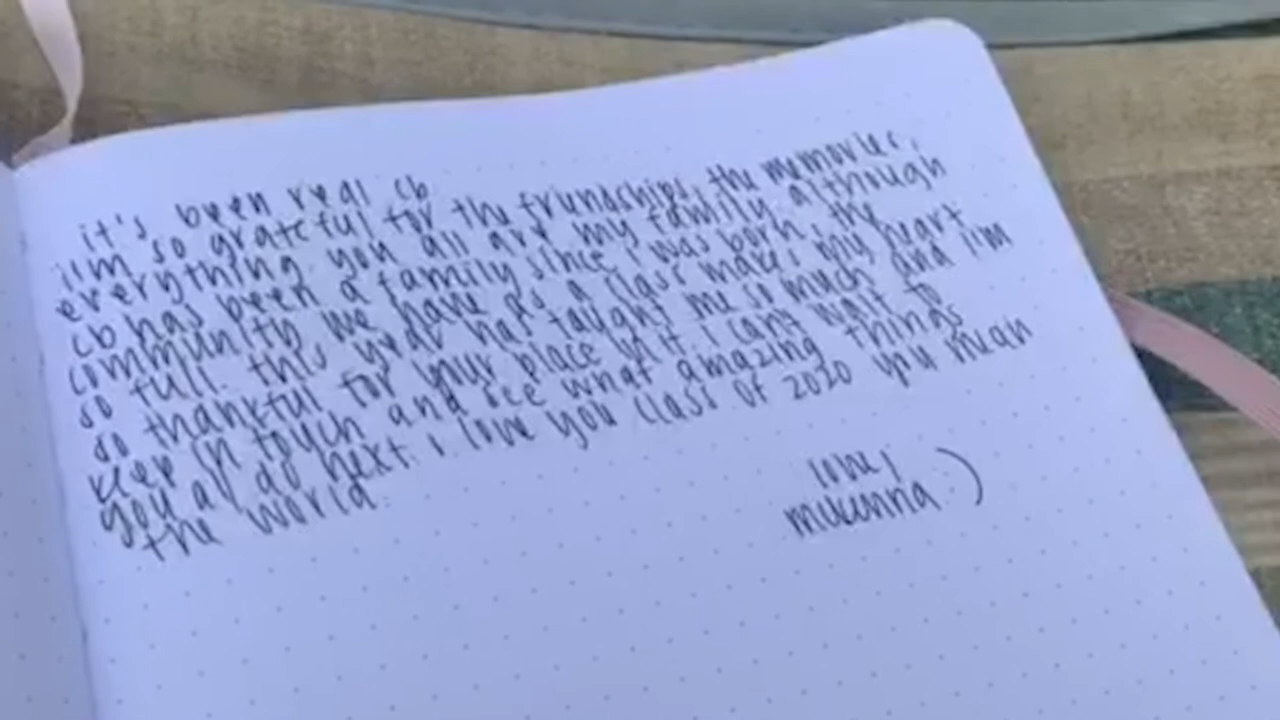 it's been real cb
i'm so grateful for the friendships, the memories,
everything. you all are my family. although
cb has been a family since i was born, the
community we have as a class makes my heart
so full. this year has taught me so much and i'm
so thankful for your place in it. i cant wait to
keep in touch and see what amazing things
you all do next. i love you class of 2020 you mean
the world.
love,
mckenna :)